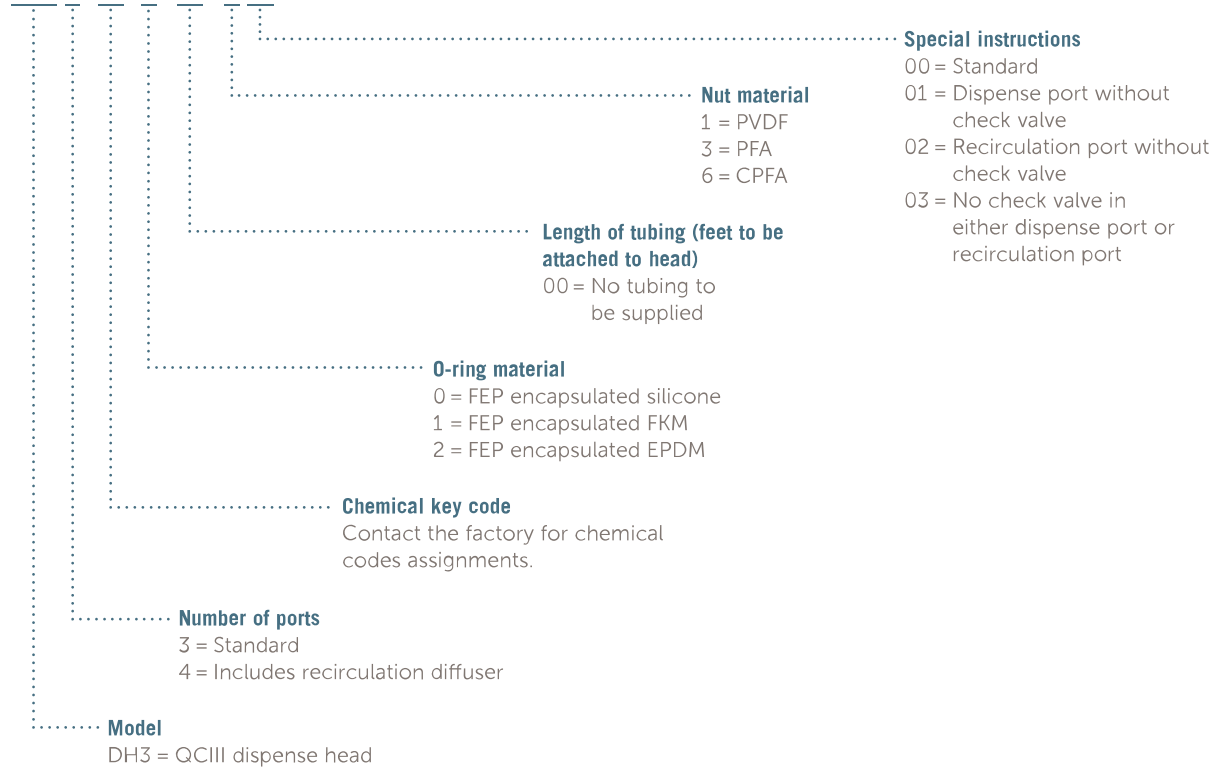 Special instructions
00 = Standard
01 = Dispense port without
check valve
02 = Recirculation port without
check valve
03 = No check valve in
either dispense port or
recirculation port
Nut material
1 = PVDF
3 = PFA
6 = CPFA
Length of tubing (feet to be
attached to head)
00 = No tubing to
be supplied
O-ring material
0 = FEP encapsulated silicone
1 = FEP encapsulated FKM
2 = FEP encapsulated EPDM
Chemical key code
Contact the factory for chemical
codes assignments.
Number of ports
3 = Standard
4 = Includes recirculation diffuser
Model
DH3 = QCIII dispense head